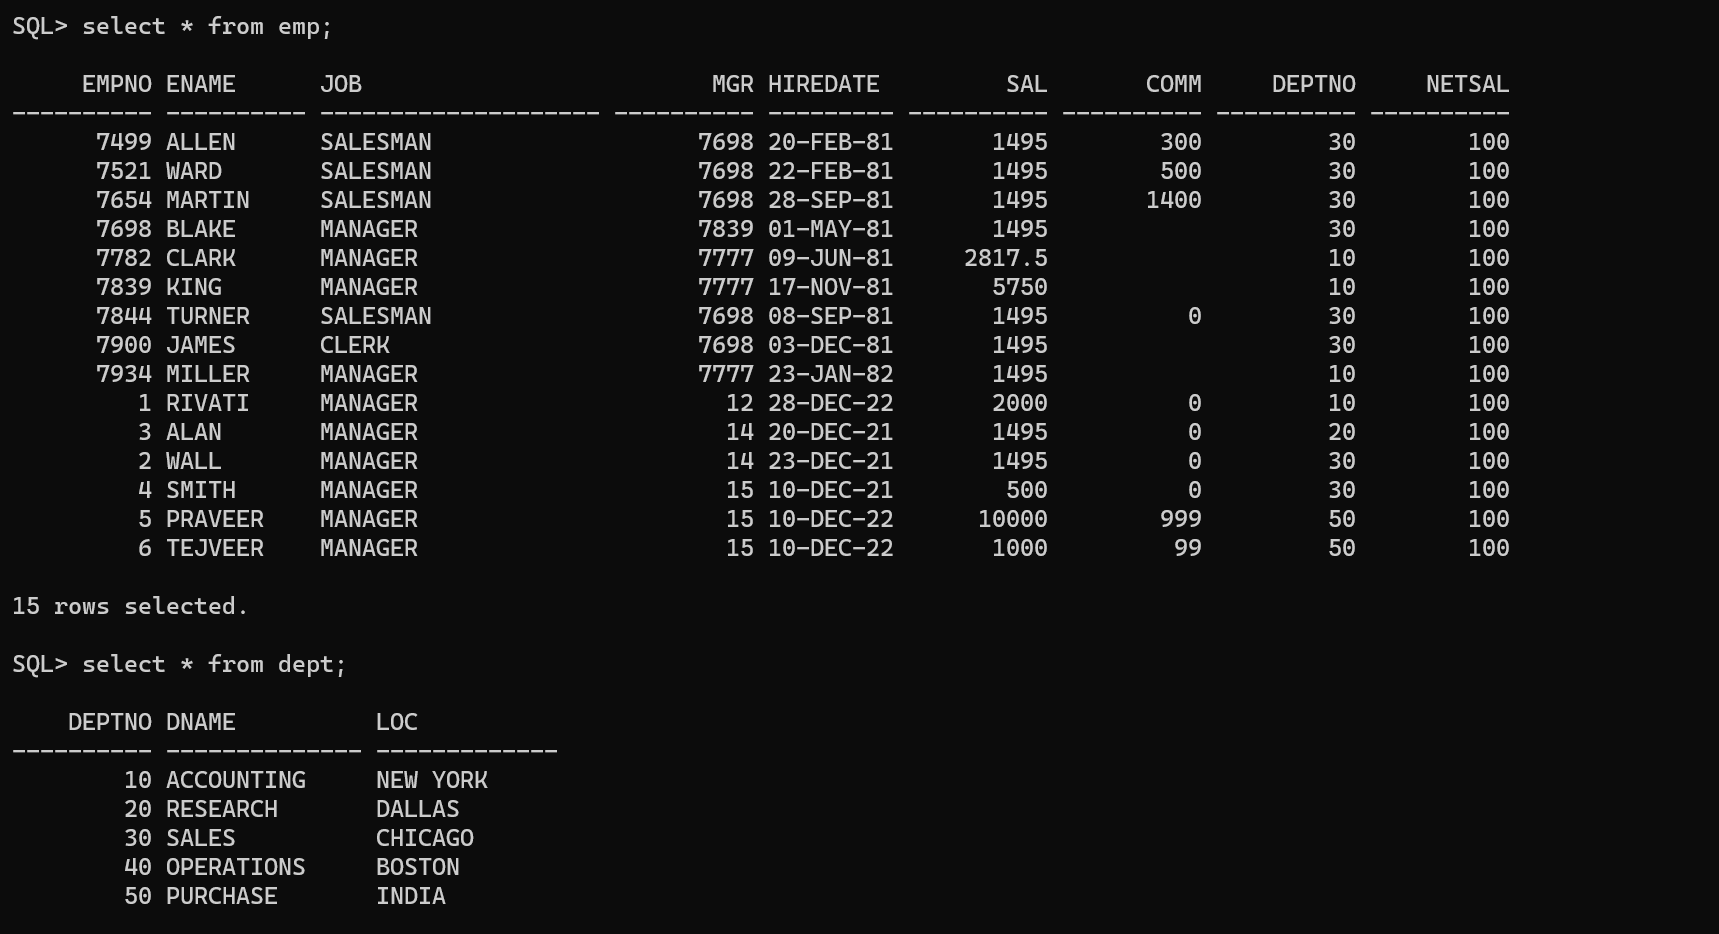 SQL> select * from emp;
     EMPNO ENAME      JOB                         MGR HIREDATE         SAL       COMM     DEPTNO     NETSAL
---------- ---------- -------------------- ---------- --------- ---------- ---------- ---------- ----------
      7499 ALLEN      SALESMAN                   7698 20-FEB-81       1495        300         30        100
      7521 WARD       SALESMAN                   7698 22-FEB-81       1495        500         30        100
      7654 MARTIN     SALESMAN                   7698 28-SEP-81       1495       1400         30        100
      7698 BLAKE      MANAGER                    7839 01-MAY-81       1495                    30        100
      7782 CLARK      MANAGER                    7777 09-JUN-81     2817.5                    10        100
      7839 KING       MANAGER                    7777 17-NOV-81       5750                    10        100
      7844 TURNER     SALESMAN                   7698 08-SEP-81       1495          0         30        100
      7900 JAMES      CLERK                      7698 03-DEC-81       1495                    30        100
      7934 MILLER     MANAGER                    7777 23-JAN-82       1495                    10        100
         1 RIVATI     MANAGER                      12 28-DEC-22       2000          0         10        100
         3 ALAN       MANAGER                      14 20-DEC-21       1495          0         20        100
         2 WALL       MANAGER                      14 23-DEC-21       1495          0         30        100
         4 SMITH      MANAGER                      15 10-DEC-21        500          0         30        100
         5 PRAVEER    MANAGER                      15 10-DEC-22      10000        999         50        100
         6 TEJVEER    MANAGER                      15 10-DEC-22       1000         99         50        100
15 rows selected.
SQL> select * from dept;
    DEPTNO DNAME          LOC
---------- -------------- -------------
        10 ACCOUNTING     NEW YORK
        20 RESEARCH       DALLAS
        30 SALES          CHICAGO
        40 OPERATIONS     BOSTON
        50 PURCHASE       INDIA